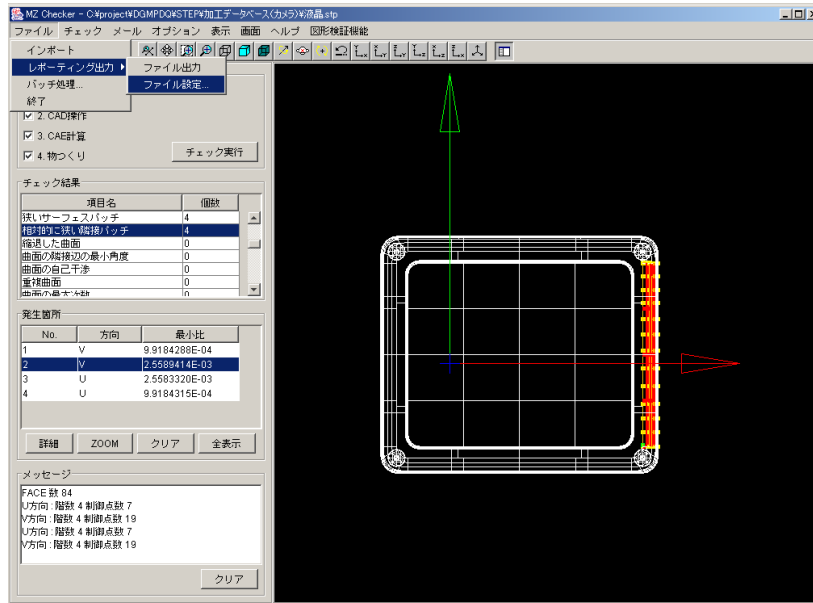 MZ Checker - C:¥project¥DGMPDQ¥STEP¥加工データベース(カメラ)¥液晶.stp
ファイル チェック メール オプション 表示 画面 ヘルプ 図形検証機能
インポート
レポーティング出力 ファイル出力
バッチ処理... ファイル設定...
終了
2. CAD操作
3. CAE計算
4. 物つくり チェック実行
チェック結果
項目名 個数
狭いサーフェスパッチ 4
相対的に狭い隣接パッチ 4
縮退した曲面 0
曲面の隣接辺の最小角度 0
曲面の自己干渉 0
重複曲面 0
曲面の最大次数 0
発生箇所
No. 方向 最小比
1 V 9.9184288E-04
2 V 2.5589414E-03
3 U 2.5583320E-03
4 U 9.9184315E-04
詳細 ZOOM クリア 全表示
メッセージ
FACE 数 84
U方向 : 階数 4 制御点数 7
V方向 : 階数 4 制御点数 19
U方向 : 階数 4 制御点数 7
V方向 : 階数 4 制御点数 19
クリア